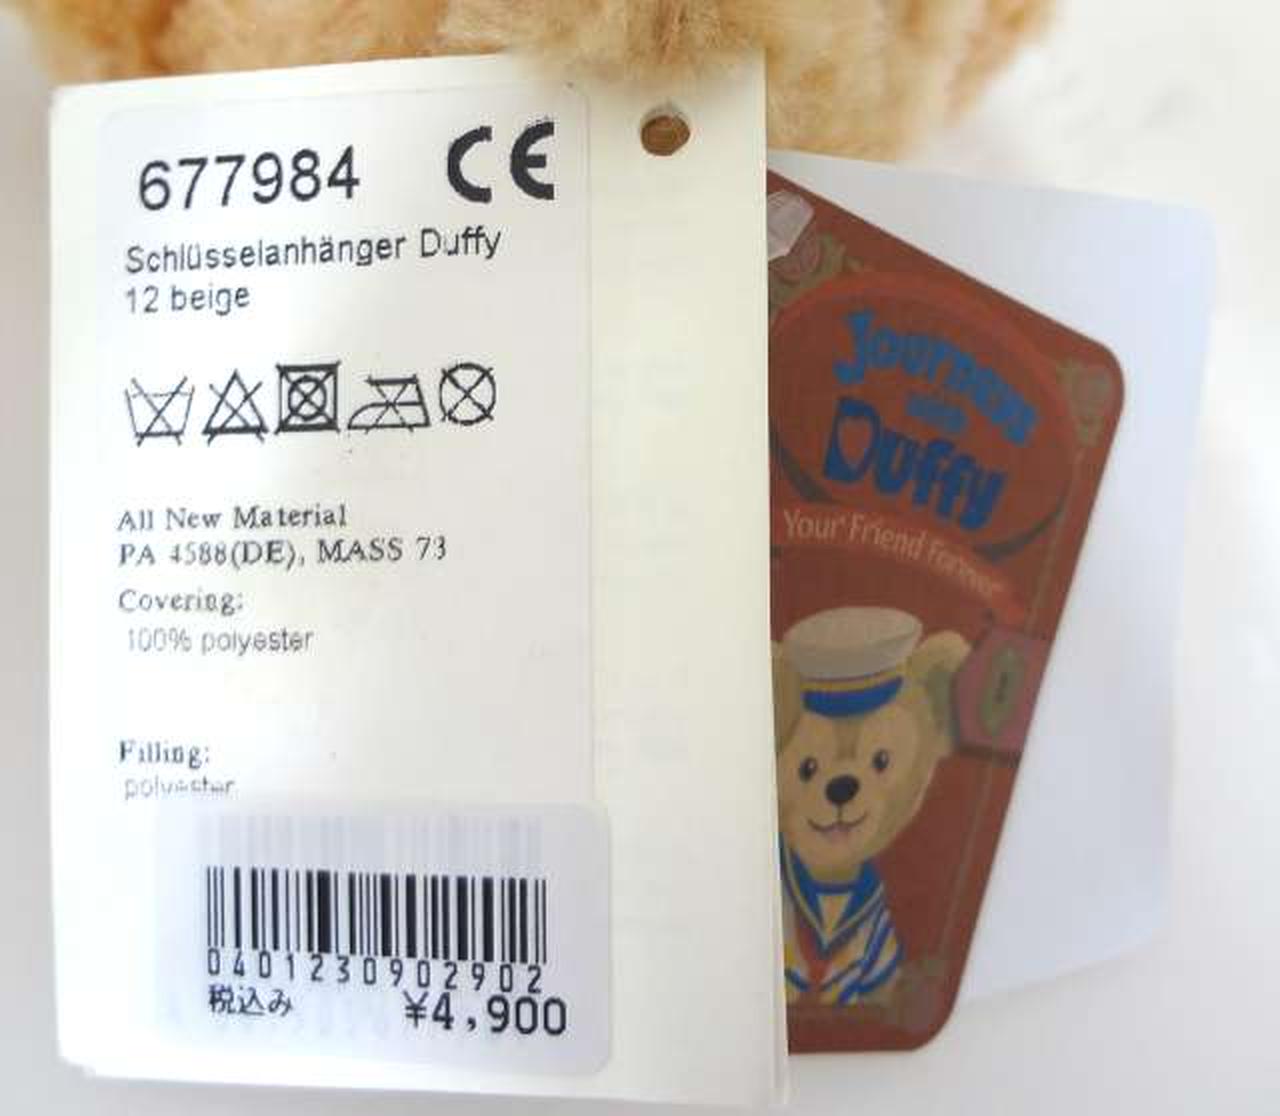 677984 CE
Schlüsselanhänger Duffy
12 beige
All New Material
PA 4588(DE), MASS 73
Covering:
100% polyester
Filling:
polyester
0401230902902
税込み ¥4,900
Journeys
with
Duffy
Your Friend Forever